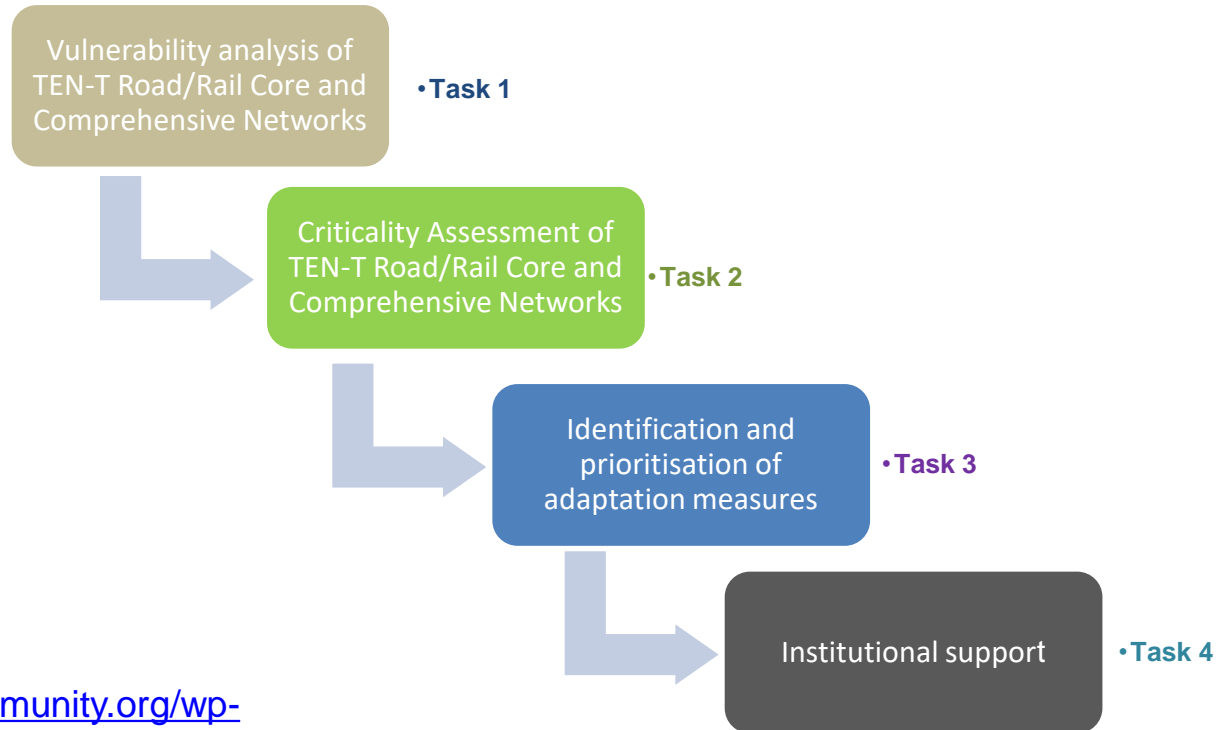 Vulnerability analysis of
TEN-T Road/Rail Core and
Comprehensive Networks
•Task 1
Criticality Assessment of
TEN-T Road/Rail Core and
Comprehensive Networks
•Task 2
Identification and
prioritisation of
adaptation measures
•Task 3
Institutional support
•Task 4
munity.org/wp-